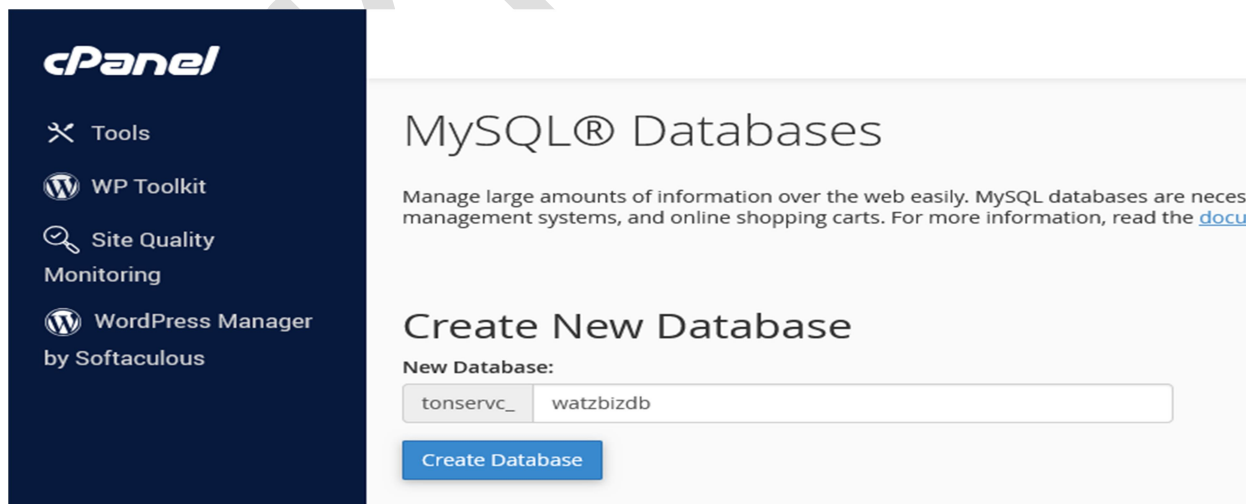 cPanel
Tools
WP Toolkit
Site Quality
Monitoring
WordPress Manager
by Softaculous
MySQL® Databases
Manage large amounts of information over the web easily. MySQL databases are neces
management systems, and online shopping carts. For more information, read the docu
Create New Database
New Database:
tonservc_ watzbizdb
Create Database